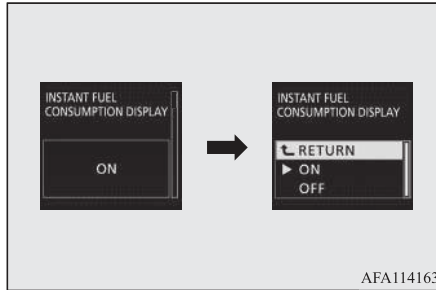 INSTANT FUEL
CONSUMPTION DISPLAY
ON
INSTANT FUEL
CONSUMPTION DISPLAY
RETURN
ON
OFF
AFA114163